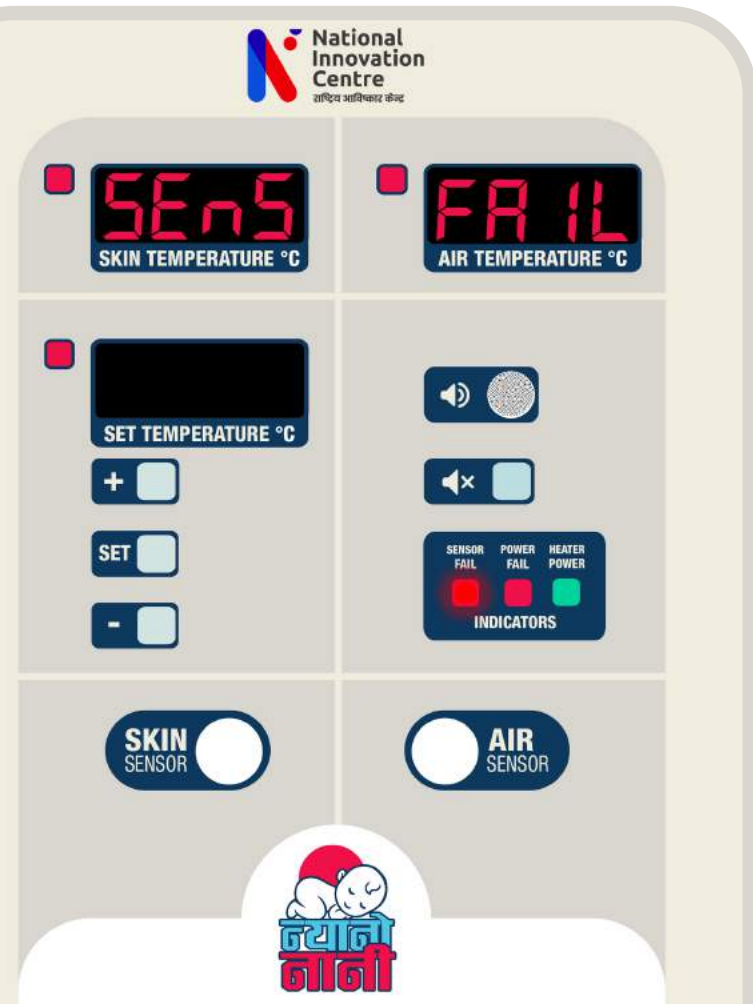 National
Innovation
Centre
राष्ट्रिय आविष्कार केन्द्र
SEnS
SKIN TEMPERATURE °C
FAIL
AIR TEMPERATURE °C
SET TEMPERATURE °C
+
SET
-
SENSOR FAIL
POWER FAIL
HEATER POWER
INDICATORS
SKIN
SENSOR
AIR
SENSOR
न्यानो
नानी